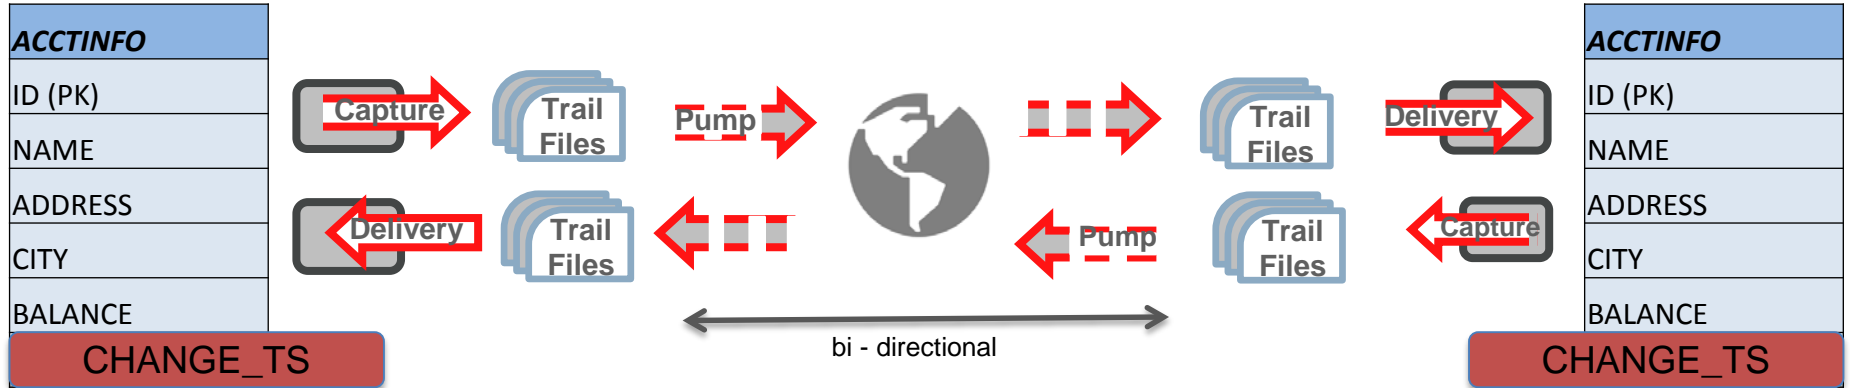 ACCTINFO
ID (PK)
NAME
ADDRESS
CITY
BALANCE
CHANGE_TS
Capture
Trail
Files
Pump
Trail
Files
Delivery
Delivery
Trail
Files
Pump
Trail
Files
Capture
bi - directional
ACCTINFO
ID (PK)
NAME
ADDRESS
CITY
BALANCE
CHANGE_TS